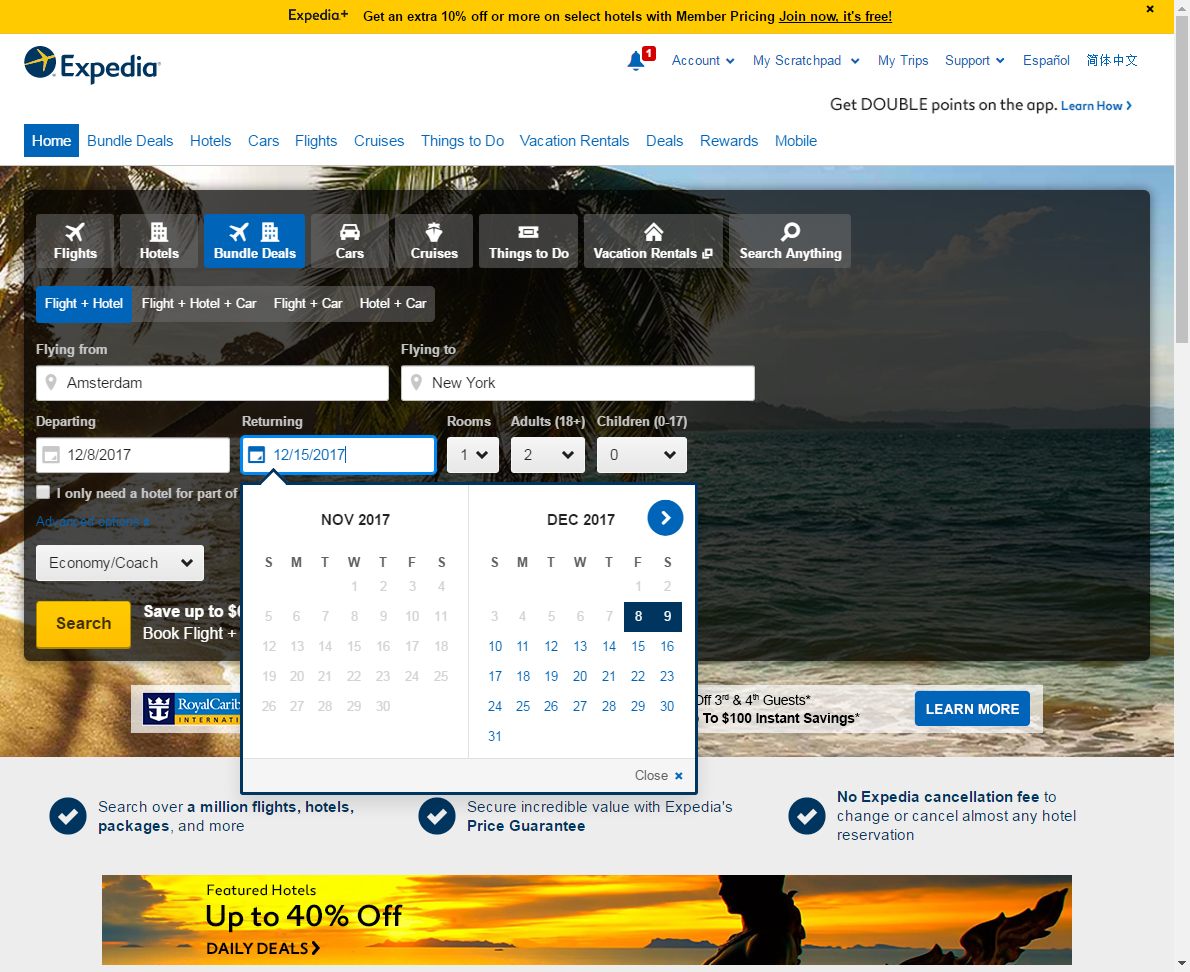 Expedia+ Get an extra 10% off or more on select hotels with Member Pricing Join now, it's free!
Expedia
1 Account My Scratchpad My Trips Support Español 简体中文
Get DOUBLE points on the app. Learn How
Home Bundle Deals Hotels Cars Flights Cruises Things to Do Vacation Rentals Deals Rewards Mobile
Flights Hotels Bundle Deals Cars Cruises Things to Do Vacation Rentals Search Anything
Flight + Hotel Flight + Hotel + Car Flight + Car Hotel + Car
Flying from Flying to
Amsterdam New York
Departing Returning Rooms Adults (18+) Children (0-17)
12/8/2017 12/15/2017 1 2 0
I only need a hotel for part of
Advanced options
Economy/Coach
Search
Save up to $
Book Flight +
NOV 2017
S M T W T F S
1 2 3 4
5 6 7 8 9 10 11
12 13 14 15 16 17 18
19 20 21 22 23 24 25
26 27 28 29 30
DEC 2017
S M T W T F S
1 2
3 4 5 6 7 8 9
10 11 12 13 14 15 16
17 18 19 20 21 22 23
24 25 26 27 28 29 30
31
Close
RoyalCarib
INTERNATI
Off 3rd & 4th Guests*
To $100 Instant Savings*
LEARN MORE
Search over a million flights, hotels,
packages, and more
Secure incredible value with Expedia's
Price Guarantee
No Expedia cancellation fee to
change or cancel almost any hotel
reservation
Featured Hotels
Up to 40% Off
DAILY DEALS